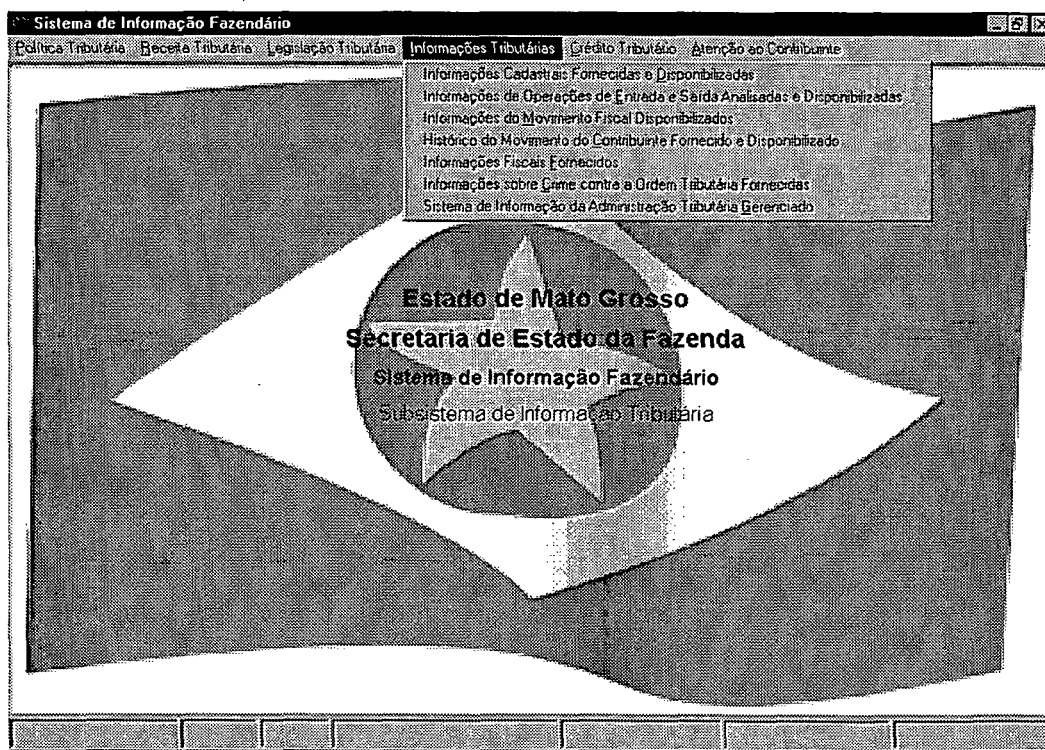 Sistema de Informação Fazendário
Política Tributária Receita Tributária Legislação Tributária Informações Tributárias Crédito Tributário Atenção ao Contribuinte
Informações Cadastrais Fornecidas e Disponibilizadas
Informações de Operações de Entrada e Saída Analisadas e Disponibilizadas
Informações do Movimento Fiscal Disponibilizados
Histórico do Movimento do Contribuinte Fornecido e Disponibilizado
Informações Fiscais Fornecidos
Informações sobre Crime contra a Ordem Tributária Fornecidas
Sistema de Informação da Administração Tributária Gerenciado
Estado de Mato Grosso
Secretaria de Estado da Fazenda
Sistema de Informação Fazendário
Subsistema de Informação Tributária